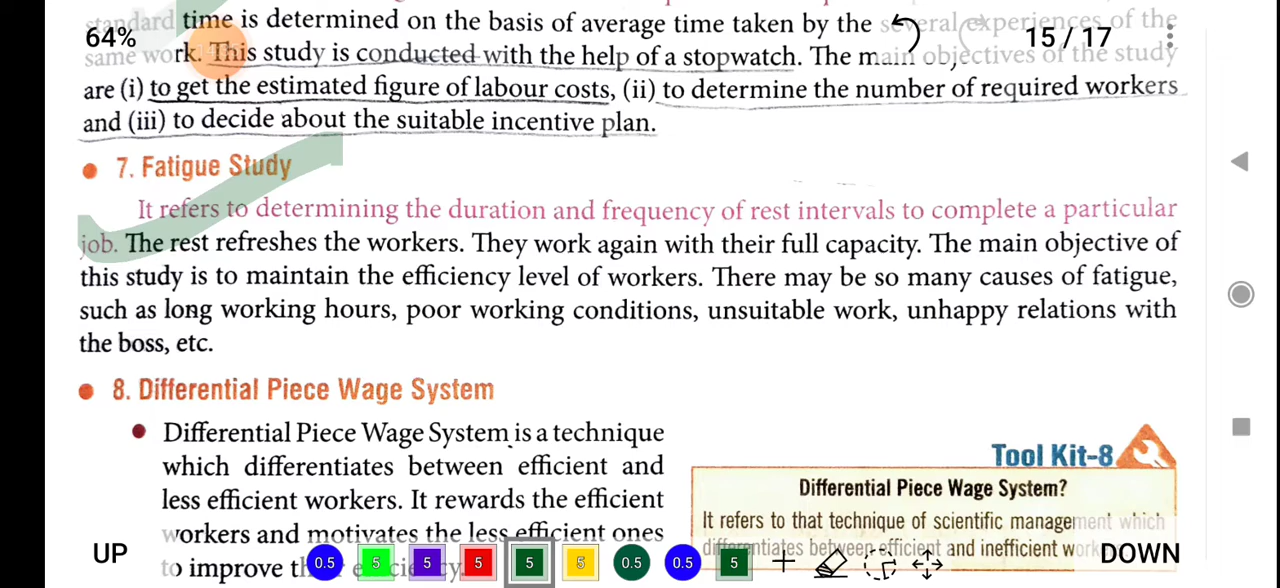 standard time is determined on the basis of average time taken by the several experiences of the
64%
15 / 17
same work. This study is conducted with the help of a stopwatch. The main objectives of the study
are (i) to get the estimated figure of labour costs, (ii) to determine the number of required workers
and (iii) to decide about the suitable incentive plan.
7. Fatigue Study
It refers to determining the duration and frequency of rest intervals to complete a particular
job. The rest refreshes the workers. They work again with their full capacity. The main objective of
this study is to maintain the efficiency level of workers. There may be so many causes of fatigue,
such as long working hours, poor working conditions, unsuitable work, unhappy relations with
the boss, etc.
8. Differential Piece Wage System
Differential Piece Wage System is a technique
which differentiates between efficient and
less efficient workers. It rewards the efficient
workers and motivates the less efficient ones
to improve
Tool Kit-8
Differential Piece Wage System?
It refers to that technique of scientific management which
differentiates between efficient and inefficient
UP
0.5 5 5 5 5 5 0.5 0.5 5
DOWN